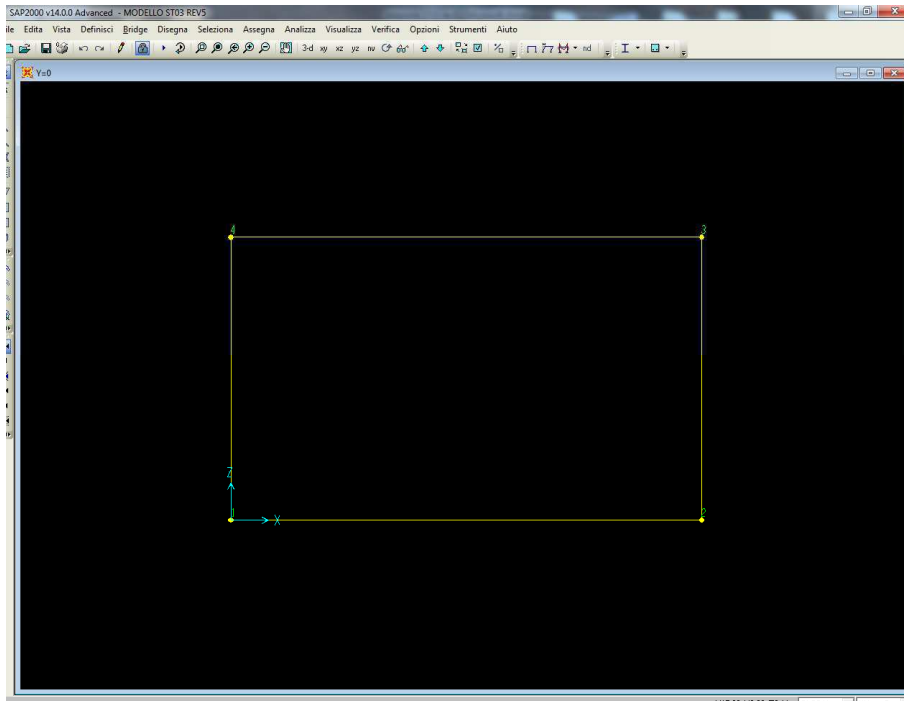 SAP2000 v14.0.0 Advanced - MODELLO ST03 REV5
ile Edita Vista Definisci Bridge Disegna Seleziona Assegna Analizza Visualizza Verifica Opzioni Strumenti Aiuto
3-d xy xz yz nv nd
Y=0
4 3
Z
1 X 2